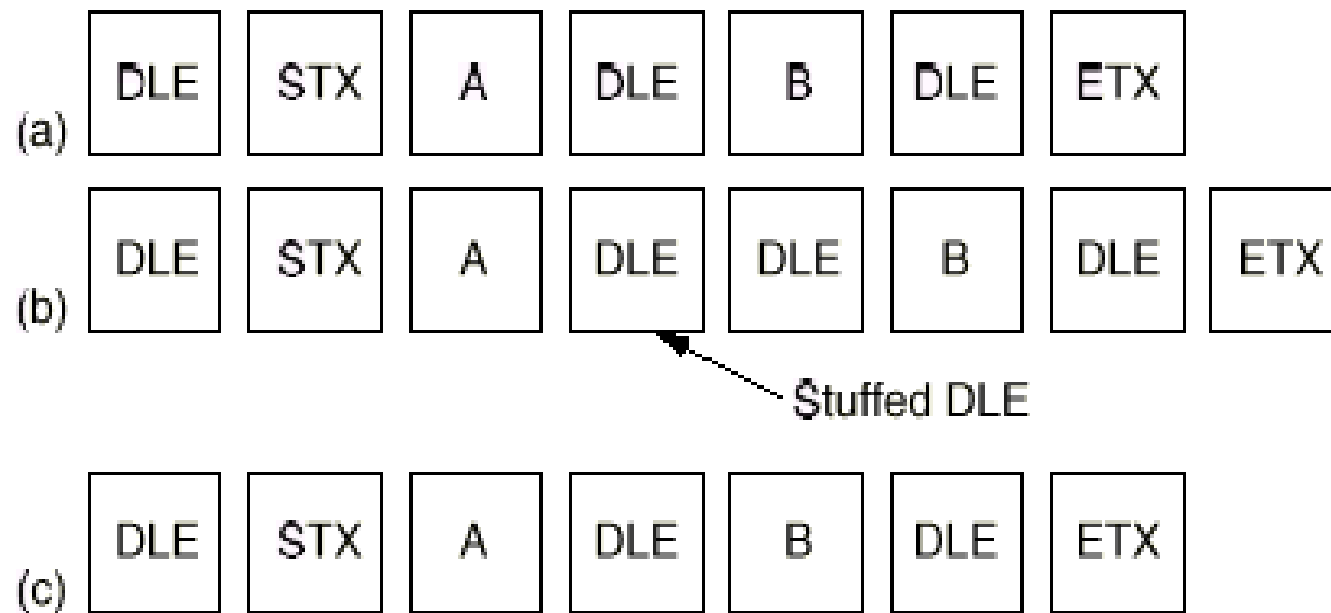 (a) DLE STX A DLE B DLE ETX
(b) DLE STX A DLE DLE B DLE ETX
Stuffed DLE
(c) DLE STX A DLE B DLE ETX